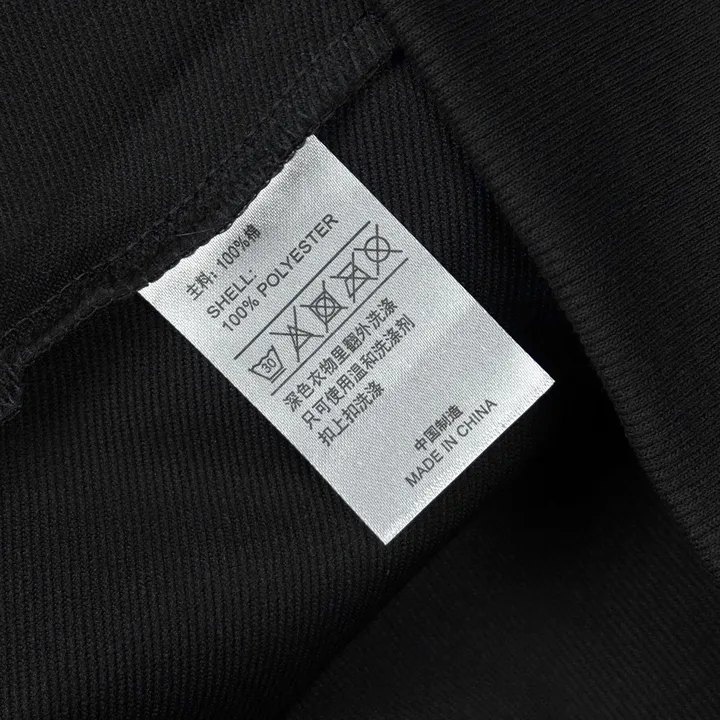 主料：100%棉
SHELL:
100% POLYESTER
30
深色衣物里翻外洗涤
只可使用温和洗涤剂
扣上扣洗涤
中国制造
MADE IN CHINA